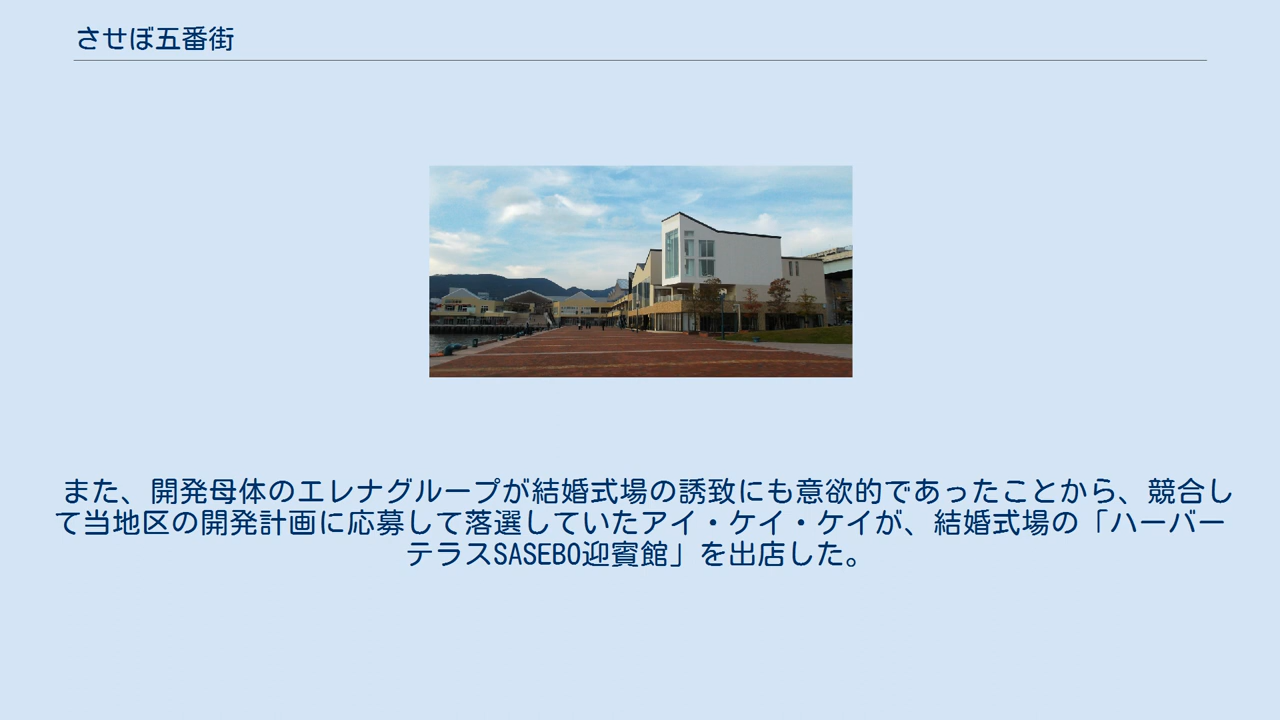 させぼ五番街
また、開発母体のエレナグループが結婚式場の誘致にも意欲的であったことから、競合し
て当地区の開発計画に応募して落選していたアイ・ケイ・ケイが、結婚式場の「ハーバー
テラスSASEBO迎賓館」を出店した。